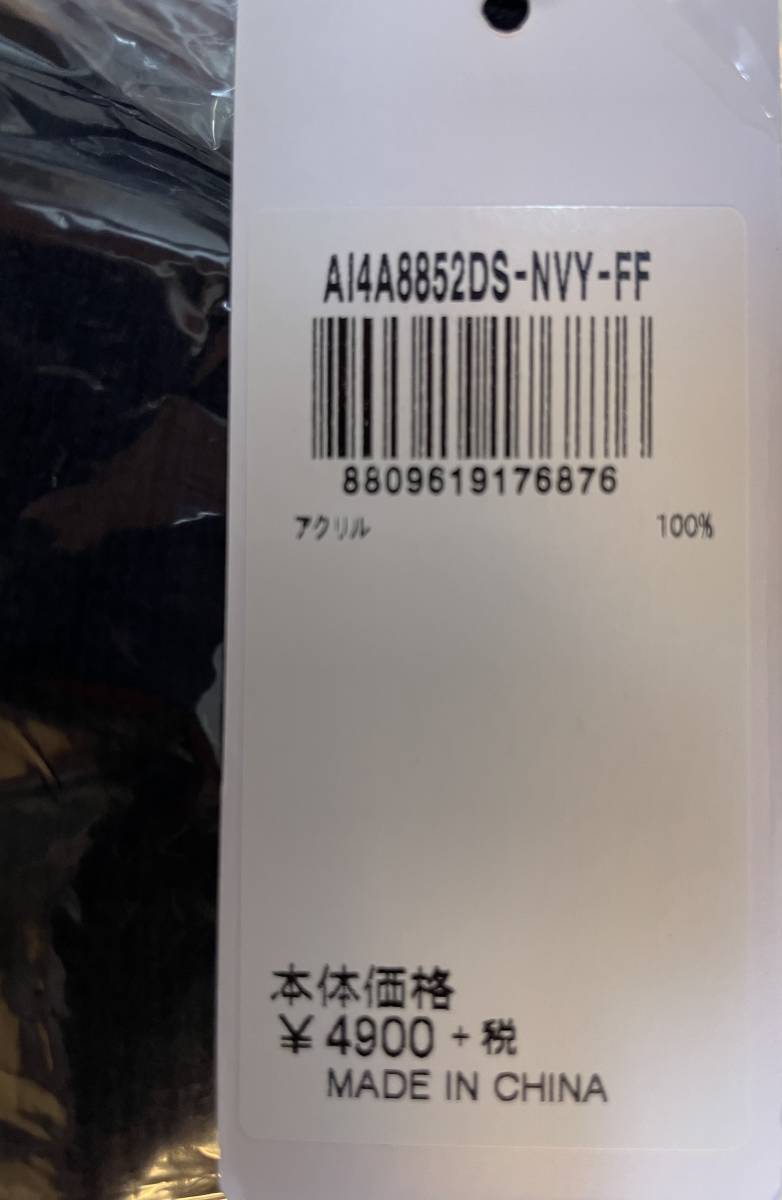 AI4A8852DS-NVY-FF
8809619176876
アクリル 100%
本体価格
¥ 4900 + 税
MADE IN CHINA